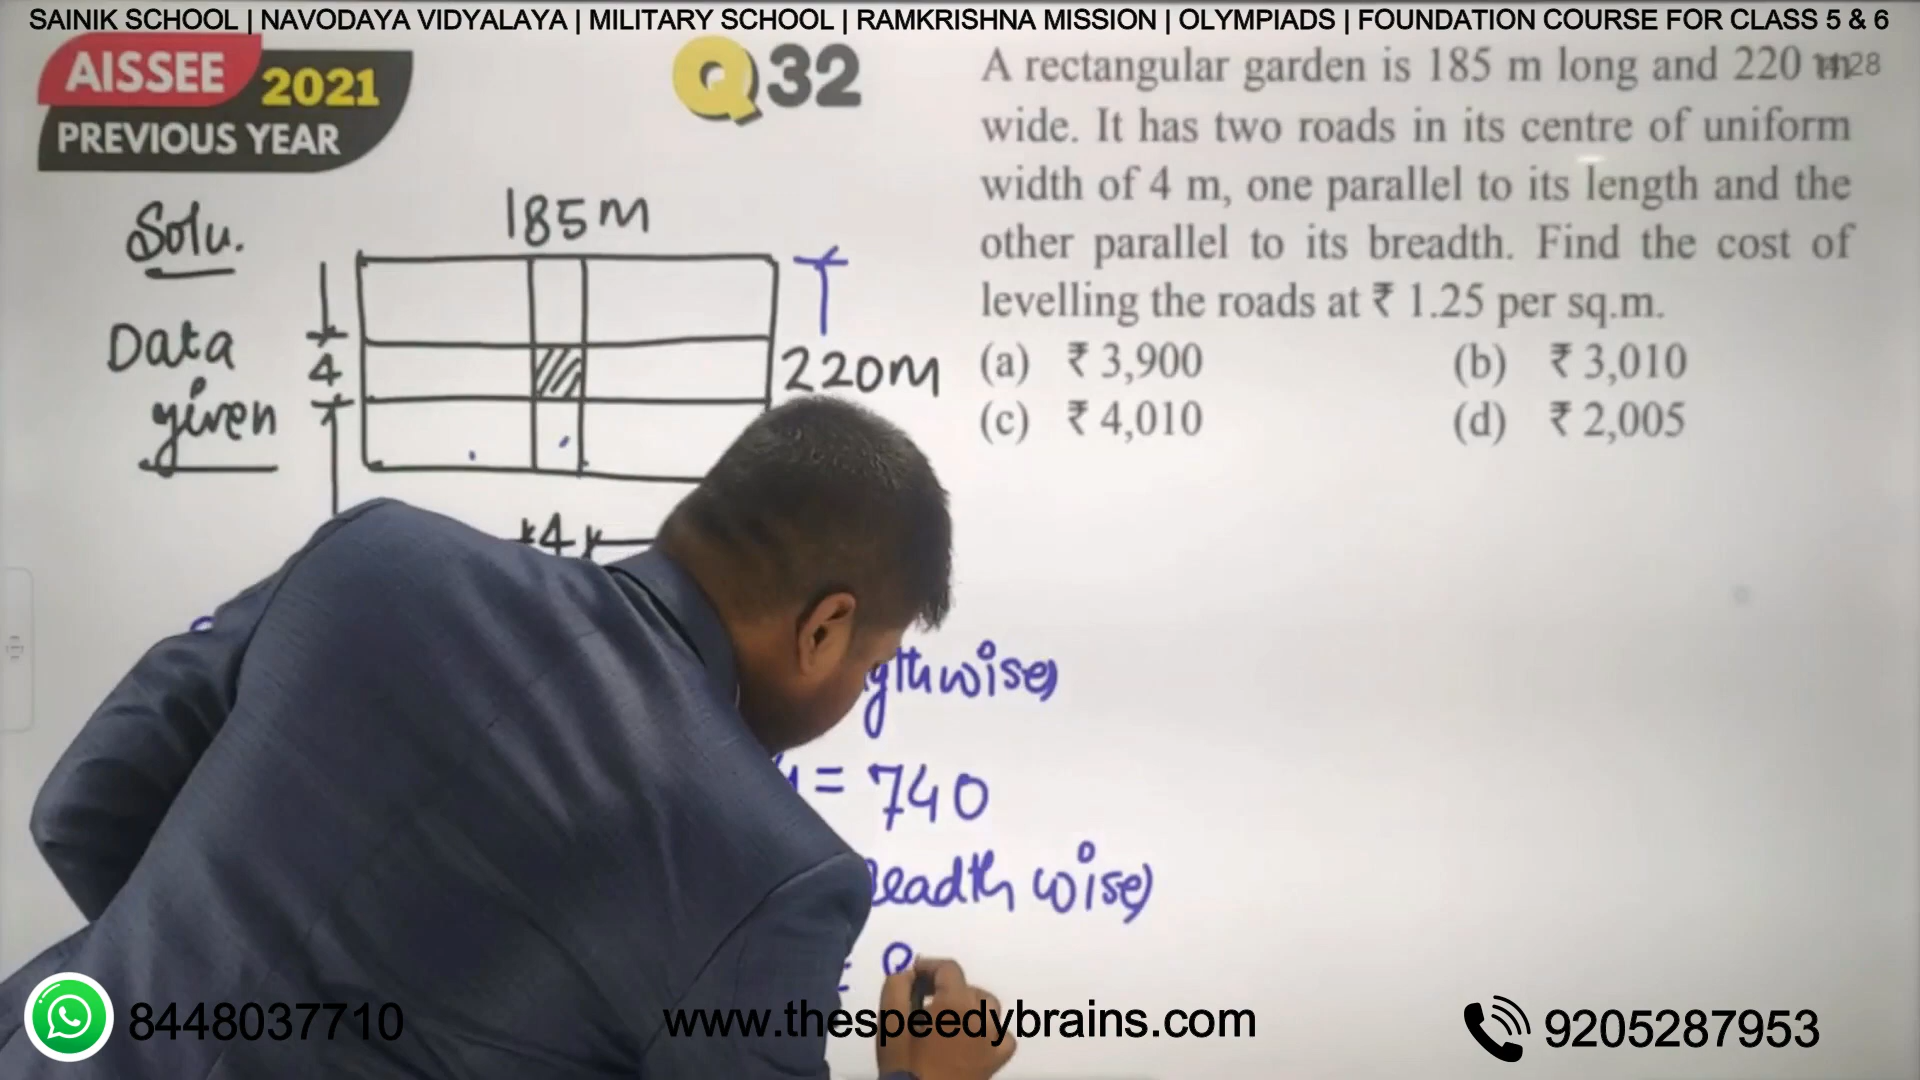 SAINIK SCHOOL | NAVODAYA VIDYALAYA | MILITARY SCHOOL | RAMKRISHNA MISSION | OLYMPIADS | FOUNDATION COURSE FOR CLASS 5 & 6
AISSEE 2021
PREVIOUS YEAR
Q32
A rectangular garden is 185 m long and 220 m
wide. It has two roads in its centre of uniform
width of 4 m, one parallel to its length and the
other parallel to its breadth. Find the cost of
levelling the roads at ₹ 1.25 per sq.m.
(a) ₹ 3,900 (b) ₹ 3,010
(c) ₹ 4,010 (d) ₹ 2,005
Solu.
Data
given
185 M
4
220M
4
= 740
wise)
8448037710
www.thespeedybrains.com
9205287953